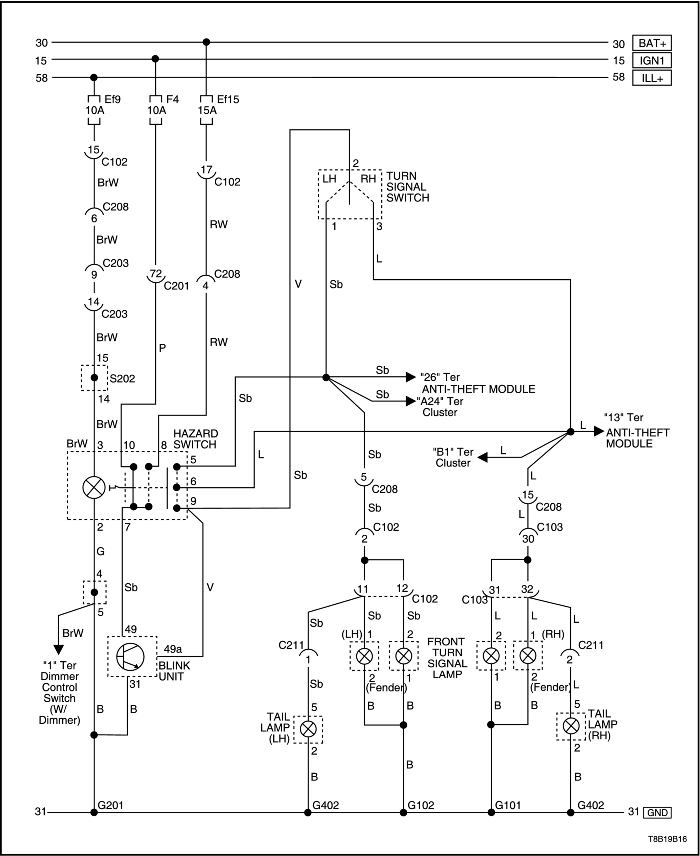 30 30 BAT+
15 15 IGN1
58 58 ILL+
Ef9 F4 Ef15
10A 10A 15A
15 C102
17 C102
2
LH RH
TURN
SIGNAL
SWITCH
1 3
BrW
6 C208
RW
BrW
L
9 C203
72 C201
4 C208
V Sb
14 C203
BrW P RW
15
S202
14
Sb
Sb "26" Ter
ANTI-THEFT MODULE
Sb "A24" Ter
Cluster
BrW
L "13" Ter
ANTI-THEFT
MODULE
HAZARD
SWITCH
BrW 3 10 8
5
6
9
L
Sb
Sb
"B1" Ter
Cluster
L
L
5 C208
15 C208
Sb
L
2 7
C102
2
C103
30
G
Sb
V
4
5
11 12 C102
C103 31 32
BrW
"1" Ter
Dimmer
Control
Switch
(W/
Dimmer)
49
49a
BLINK
UNIT
31
B B
Sb Sb Sb
L L L
C211
1
(LH) 1 2
FRONT
TURN
SIGNAL
LAMP
2 1 (RH)
C211
2
2 1
(Fender)
1 2
(Fender)
Sb
B B
B B
L
5
TAIL
LAMP
(LH)
2
5
TAIL
LAMP
(RH)
2
B B B B
31 G201 G402 G102 G101 G402 31 GND
T8B19B16